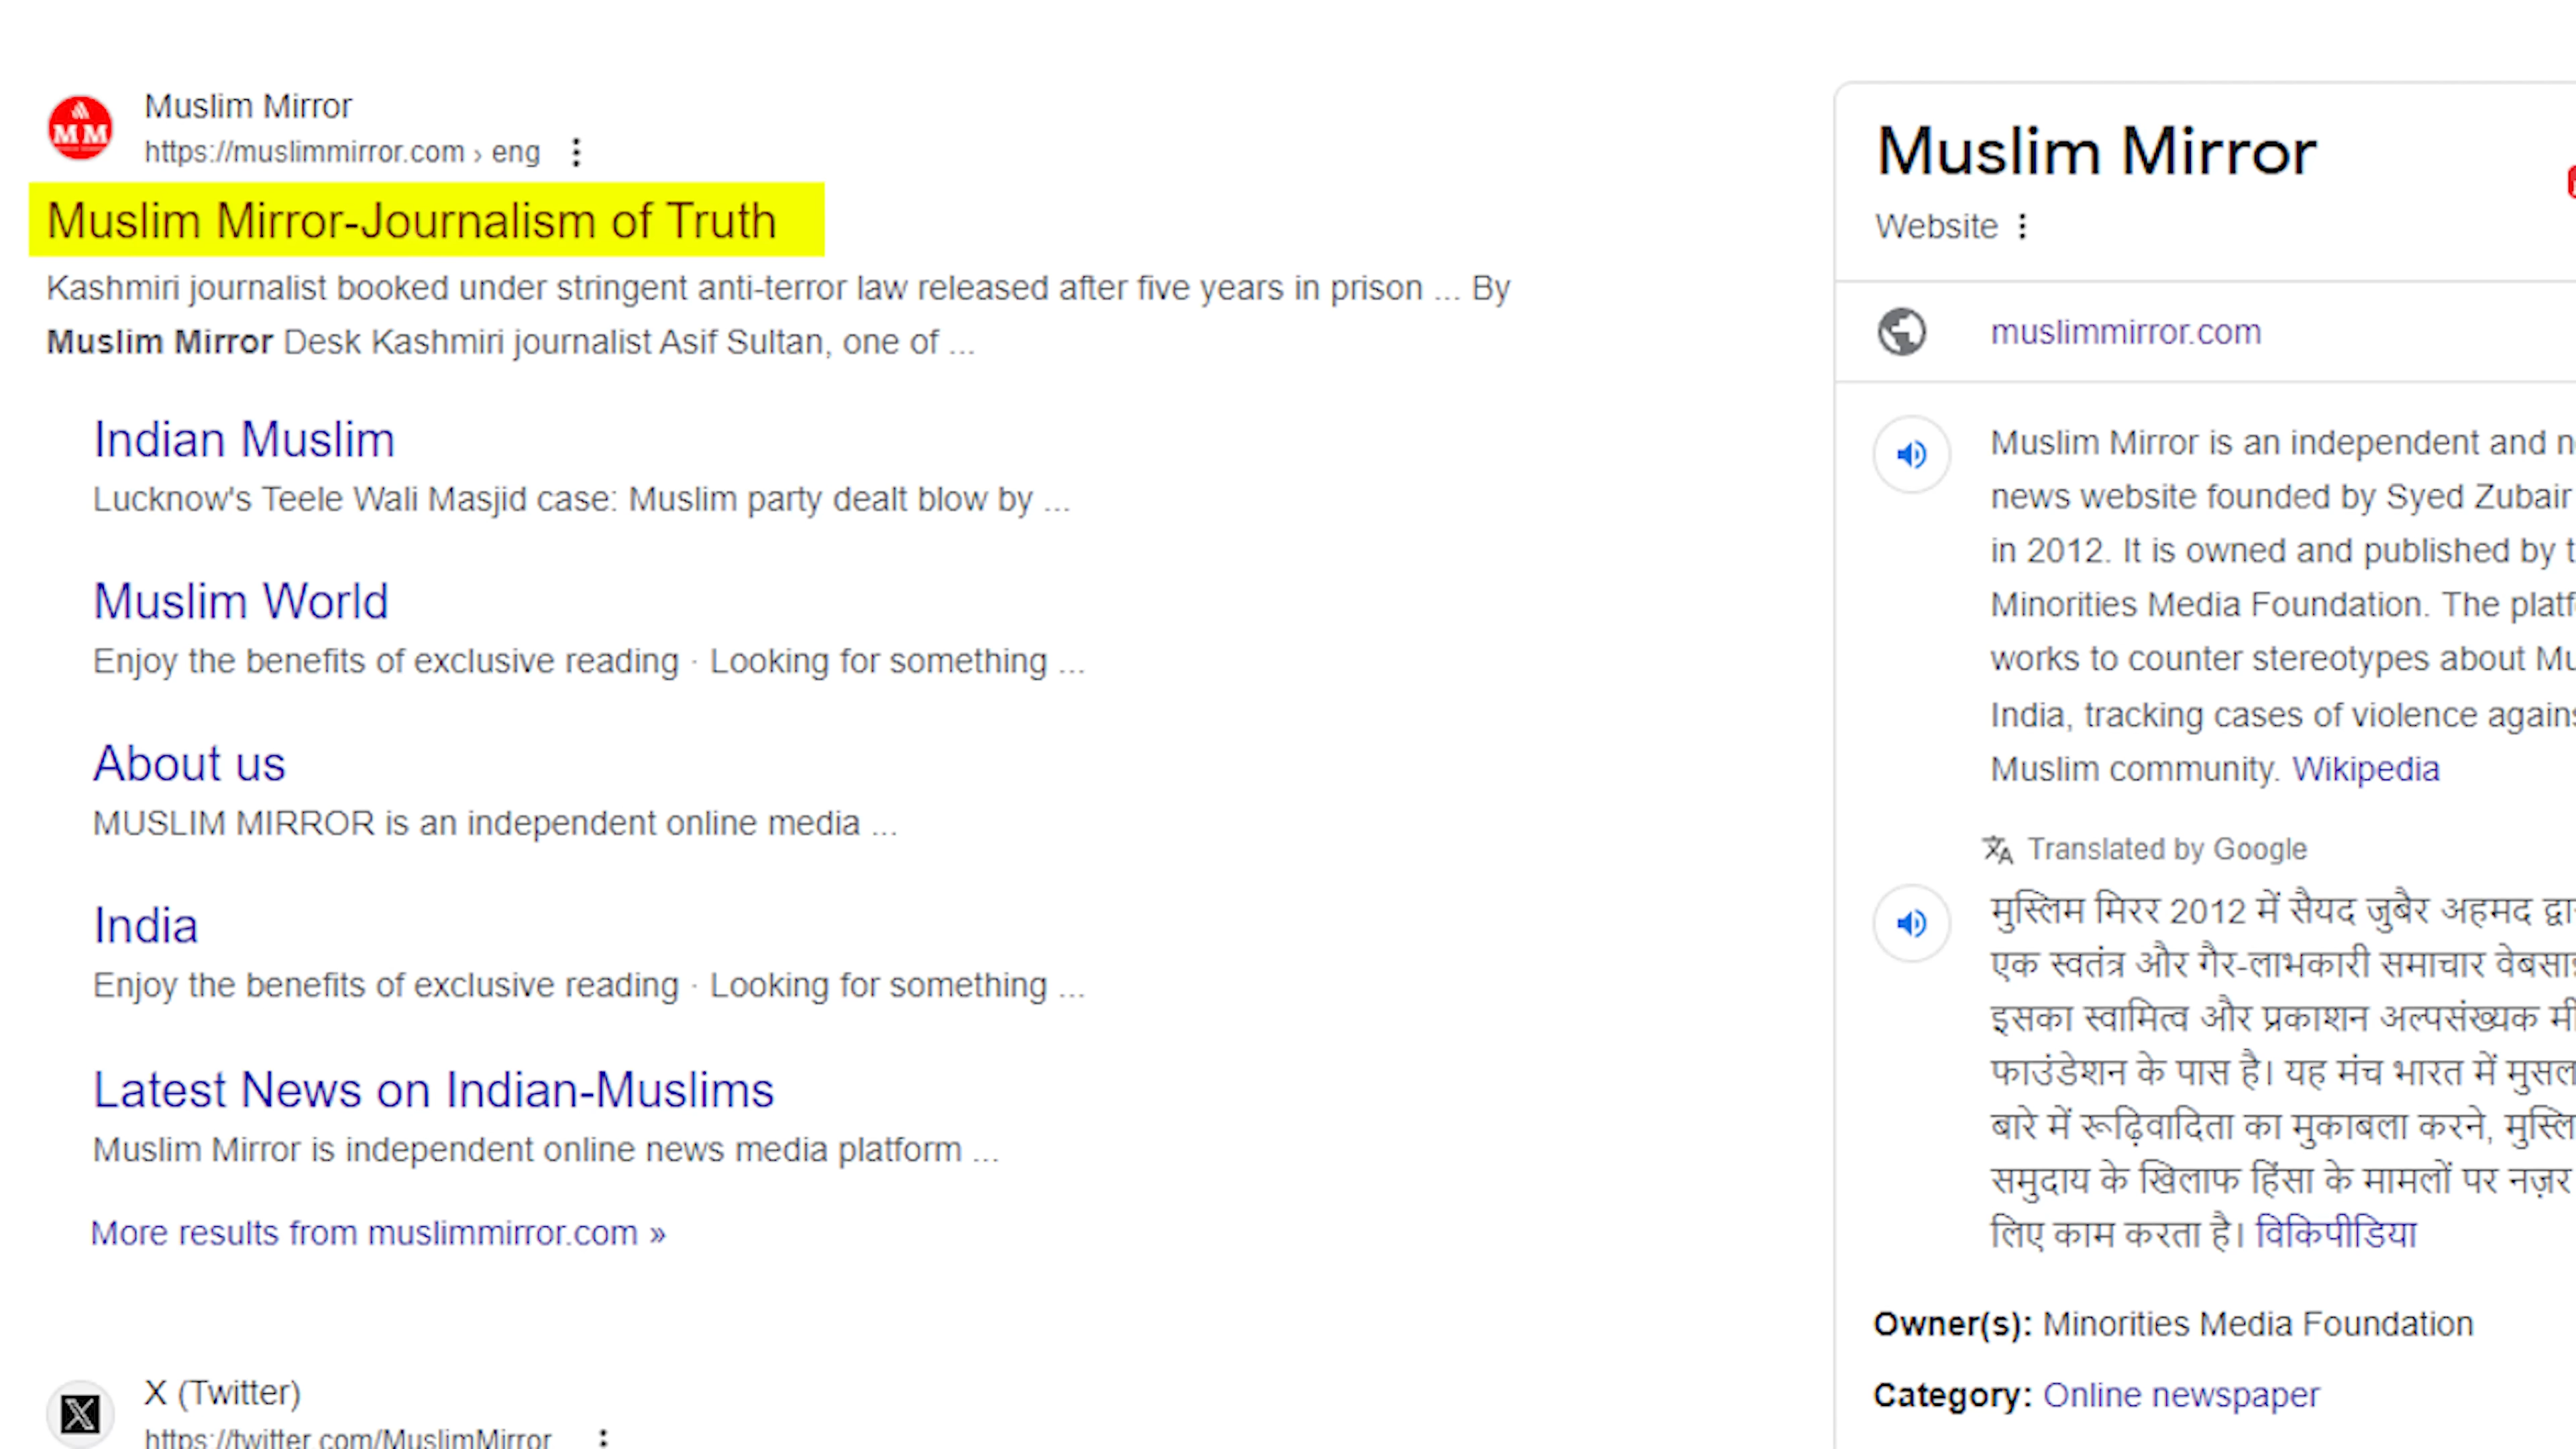 MM
Muslim Mirror
https://muslimmirror.com › eng
Muslim Mirror-Journalism of Truth
Kashmiri journalist booked under stringent anti-terror law released after five years in prison ... By
Muslim Mirror Desk Kashmiri journalist Asif Sultan, one of ...
Indian Muslim
Lucknow's Teele Wali Masjid case: Muslim party dealt blow by ...
Muslim World
Enjoy the benefits of exclusive reading · Looking for something ...
About us
MUSLIM MIRROR is an independent online media ...
India
Enjoy the benefits of exclusive reading · Looking for something ...
Latest News on Indian-Muslims
Muslim Mirror is independent online news media platform ...
More results from muslimmirror.com »
X (Twitter)
https://twitter.com/MuslimMirror
Muslim Mirror
Website
muslimmirror.com
Muslim Mirror is an independent and
news website founded by Syed Zubair
in 2012. It is owned and published by
Minorities Media Foundation. The
works to counter stereotypes about
India, tracking cases of violence
Muslim community. Wikipedia
Translated by Google
मुस्लिम मिरर 2012 में सैयद जुबैर अहमद
एक स्वतंत्र और गैर-लाभकारी समाचार
इसका स्वामित्व और प्रकाशन अल्पसंख्यक
फाउंडेशन के पास है। यह मंच भारत में
बारे में रूढ़िवादिता का मुकाबला करने,
समुदाय के खिलाफ हिंसा के मामलों पर नज़र
लिए काम करता है। विकिपीडिया
Owner(s): Minorities Media Foundation
Category: Online newspaper